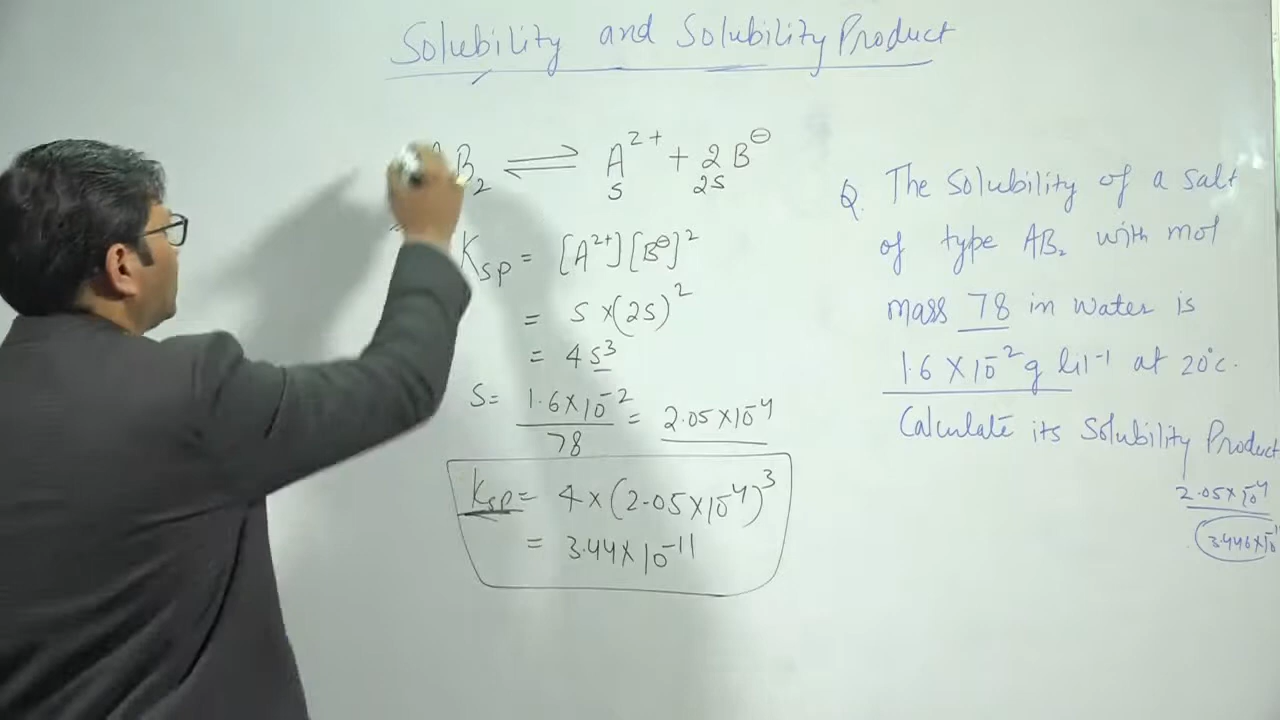 Solubility and Solubility Product
B₂ ⇌ A²⁺ + 2B⊖
s 2s
Ksp = [A²⁺][B⊖]²
= s × (2s)²
= 4s³
S = 1.6 × 10⁻² / 78 = 2.05 × 10⁻⁴
Ksp = 4 × (2.05 × 10⁻⁴)³
= 3.44 × 10⁻¹¹
Q. The Solubility of a salt
of type AB₂ with mol
mass 78 in water is
1.6 × 10⁻² g lit⁻¹ at 20°c.
Calculate its Solubility Product
2.05 × 10⁻⁴